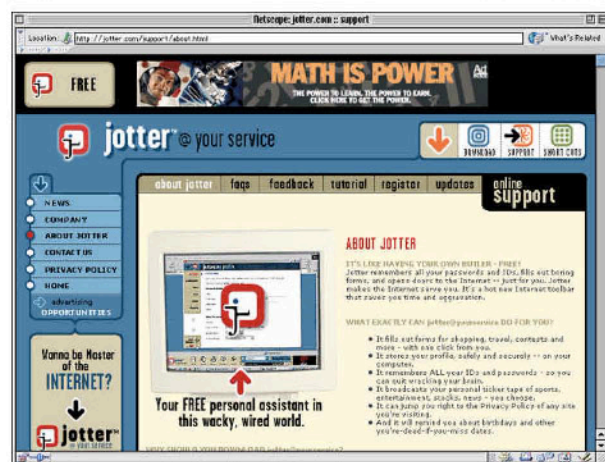 Netscape: jotter.com :: support
Location: http://jotter.com/support/about.html
What's Related
FREE
MATH IS POWER
Ad
THE POWER TO LEARN. THE POWER TO EARN.
CLICK HERE TO GET THE POWER.
jotter™ @ your service
DOWNLOAD
SUPPORT
SHORT CUTS
about jotter
faqs
feedback
tutorial
register
updates
online
support
NEWS
COMPANY
ABOUT JOTTER
CONTACT US
PRIVACY POLICY
HOME
advertising
OPPORTUNITIES
Wanna be Master
of the
INTERNET?
jotter™
@ your service
Your FREE personal assistant in
this wacky, wired world.
ABOUT JOTTER
IT'S LIKE HAVING YOUR OWN BUTLER - FREE!
Jotter remembers all your passwords and IDs, fills out boring
forms, and opens doors to the Internet -- just for you. Jotter
makes the Internet serve you. It's a hot new Internet toolbar
that saves you time and aggravation.
WHAT EXACTLY CAN jotter@yourservice DO FOR YOU?
It fills out forms for shopping, travel, contests and
more - with one click from you.
It stores your profile, safely and securely -- on your
computer.
It remembers ALL your IDs and passwords - so you
can quit wracking your brain.
It broadcasts your personal ticker tape of sports,
entertainment, stocks, news - you choose.
It can jump you right to the Privacy Policy of any site
you're visiting.
And it will remind you about birthdays and other
you're-dead-if-you-miss dates.
WHY SHOULD YOU DOWNLOAD jotter@yourservice?